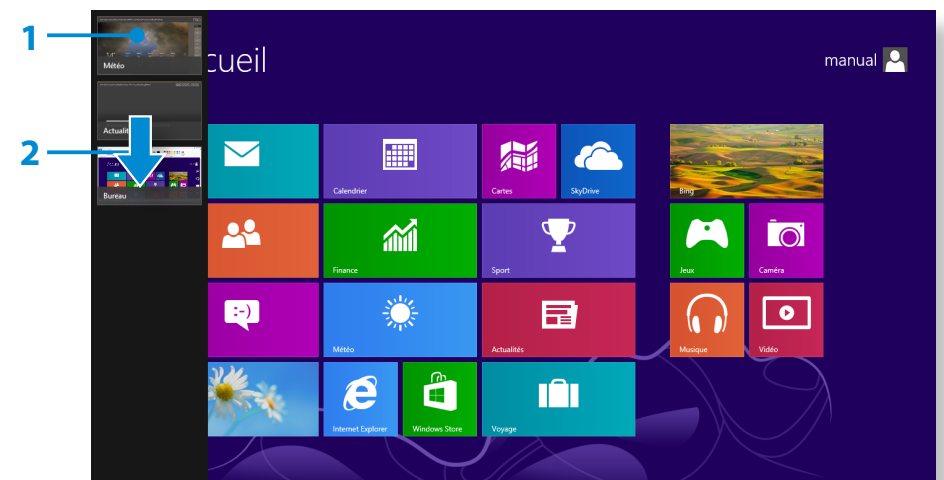 1
2
Météo
Actualit
Bureau
cueil
manual
Calendrier
Cartes
SkyDrive
Bing
Finance
Sport
Jeux
Caméra
:-)
Météo
Actualités
Musique
Vidéo
Internet Explorer
Windows Store
Voyage